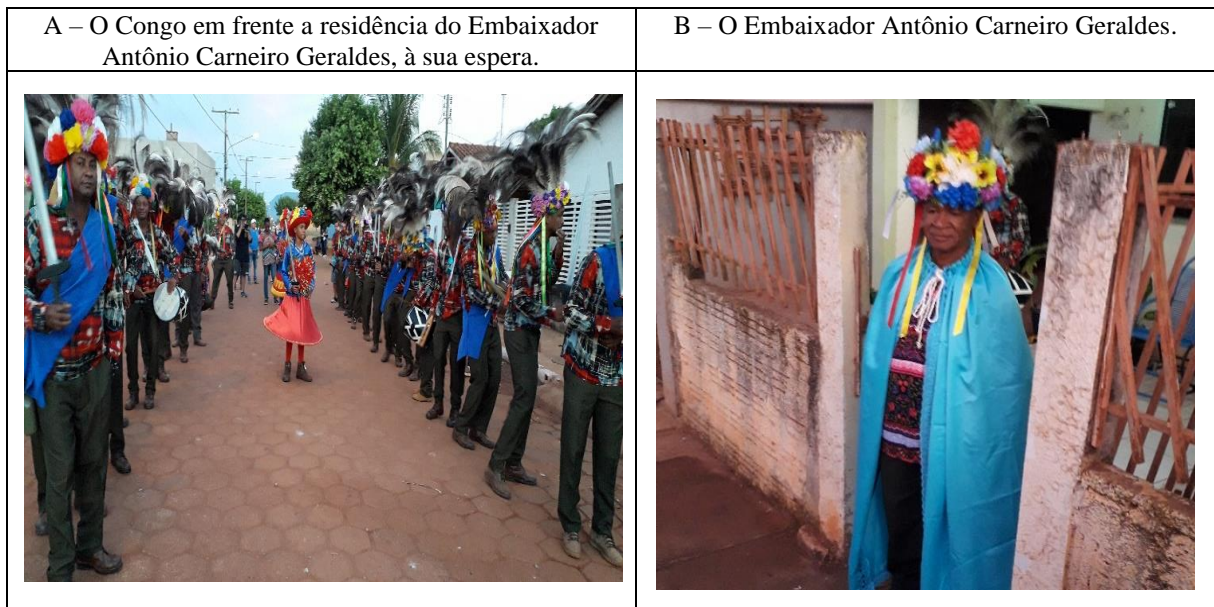 A – O Congo em frente a residência do Embaixador
Antônio Carneiro Geraldes, à sua espera.
B – O Embaixador Antônio Carneiro Geraldes.